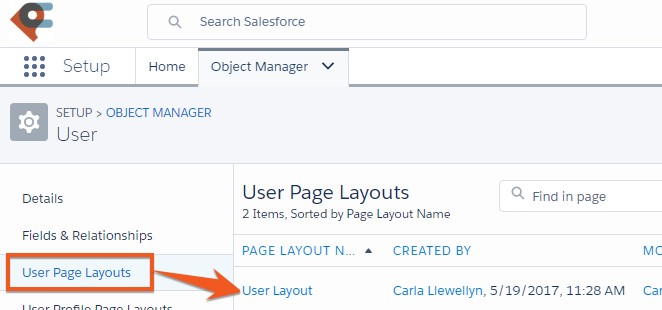 Search Salesforce
Setup Home Object Manager
SETUP > OBJECT MANAGER
User
Details
Fields & Relationships
User Page Layouts
User Profile Page Layouts
User Page Layouts
2 Items, Sorted by Page Layout Name
Find in page
PAGE LAYOUT N... CREATED BY MO
User Layout Carla Llewellyn, 5/19/2017, 11:28 AM Car